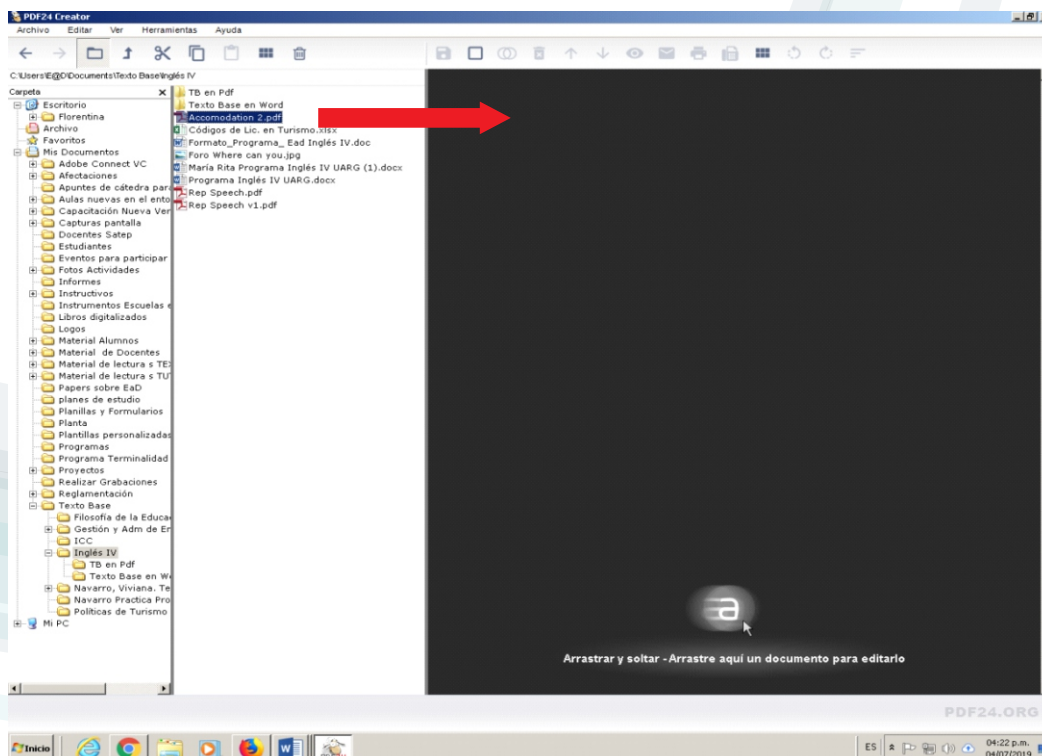 PDF24 Creator
Archivo Editar Ver Herramientas Ayuda
C:\Users\E@D\Documents\Texto Base\Inglés IV
Carpeta
Escritorio
Florentina
Archivo
Favoritos
Mis Documentos
Adobe Connect VC
Afectaciones
Apuntes de cátedra para
Aulas nuevas en el ento
Capacitación Nueva Ver
Capturas pantalla
Docentes Satep
Estudiantes
Eventos para participar
Fotos Actividades
Informes
Instructivos
Instrumentos Escuelas e
Libros digitalizados
Logos
Material Alumnos
Material de Docentes
Material de lectura s TEX
Material de lectura s TU
Papers sobre EaD
planes de estudio
Planillas y Formularios
Planta
Plantillas personalizadas
Programas
Programa Terminalidad
Proyectos
Realizar Grabaciones
Reglamentación
Texto Base
Filosofía de la Educa
Gestión y Adm de Em
ICC
Inglés IV
TB en Pdf
Texto Base en Wo
Navarro, Viviana. Te
Navarro Practica Pro
Políticas de Turismo
Mi PC
TB en Pdf
Texto Base en Word
Accomodation 2.pdf
Códigos de Lic. en Turismo.xlsx
Formato_Programa_ Ead Inglés IV.doc
Foro Where can you.jpg
María Rita Programa Inglés IV UARG (1).docx
Programa Inglés IV UARG.docx
Rep Speech.pdf
Rep Speech v1.pdf
Arrastrar y soltar - Arrastre aquí un documento para editarlo
PDF24.ORG
Inicio
ES 04:22 p.m.
04/07/2019